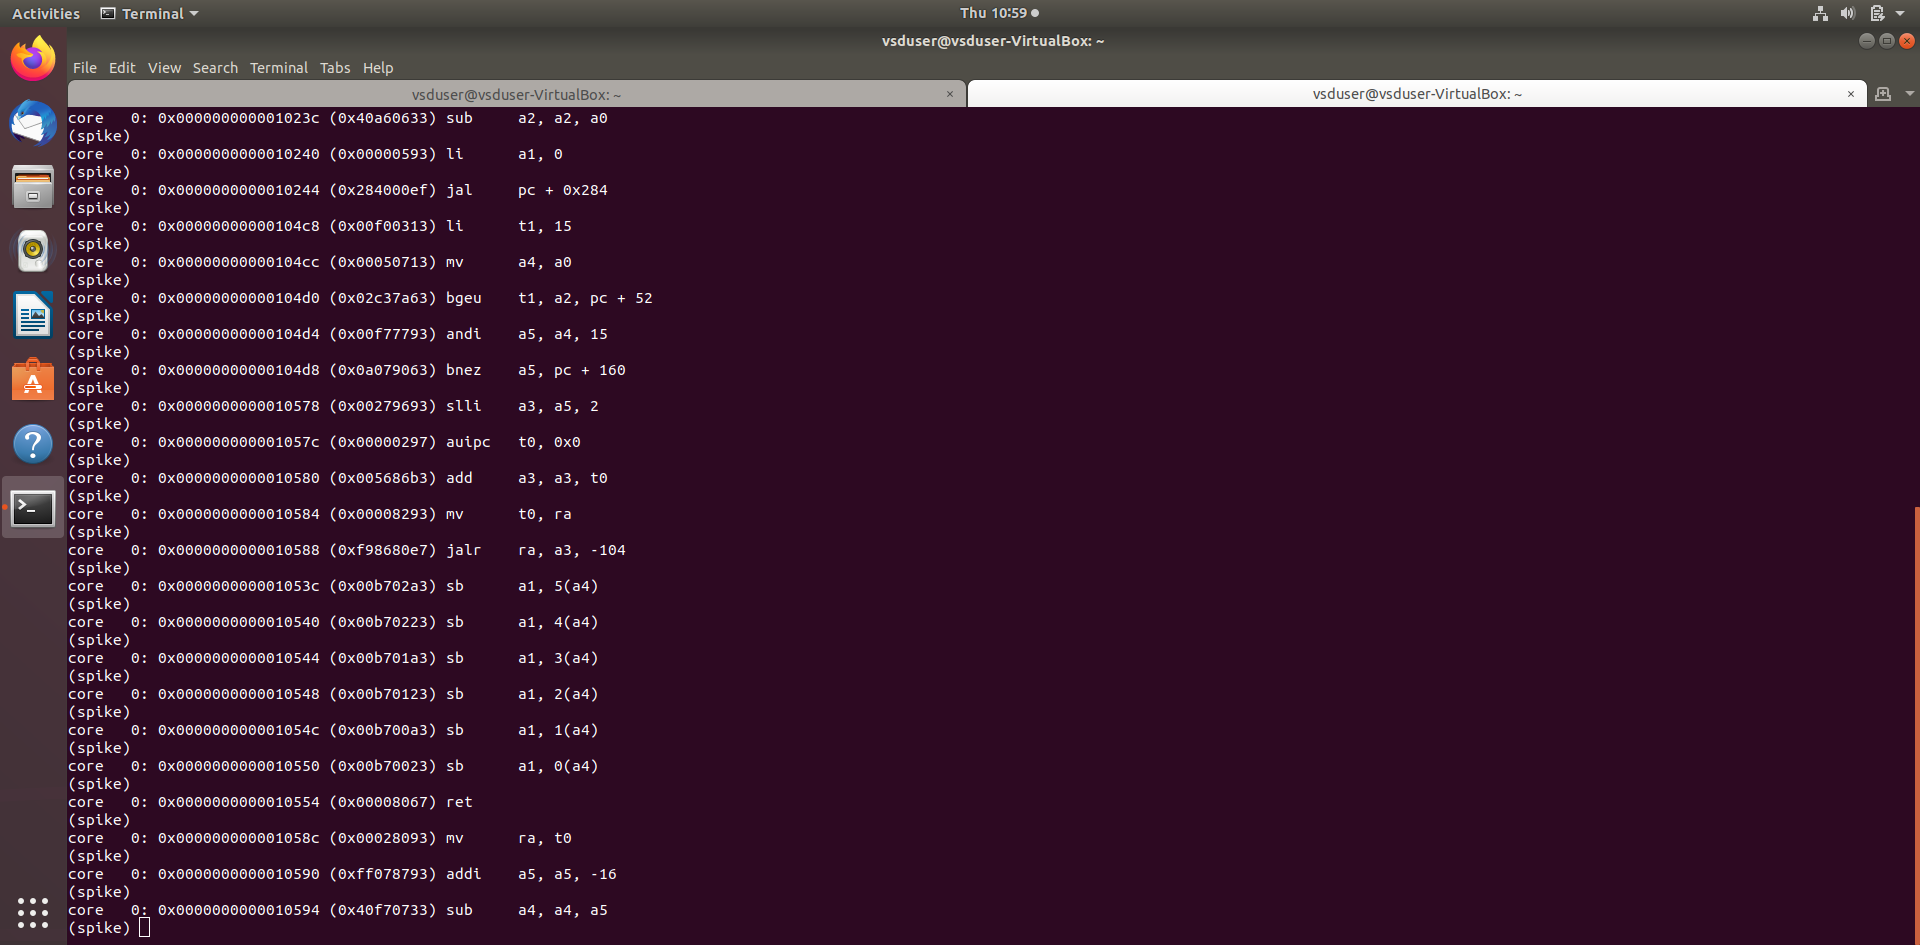 Activities Terminal Thu 10:59
vsduser@vsduser-VirtualBox: ~
File Edit View Search Terminal Tabs Help
vsduser@vsduser-VirtualBox: ~ × vsduser@vsduser-VirtualBox: ~ ×
core   0: 0x000000000001023c (0x40a60633) sub     a2, a2, a0
(spike)
core   0: 0x0000000000010240 (0x00000593) li      a1, 0
(spike)
core   0: 0x0000000000010244 (0x284000ef) jal     pc + 0x284
(spike)
core   0: 0x00000000000104c8 (0x00f00313) li      t1, 15
(spike)
core   0: 0x00000000000104cc (0x00050713) mv      a4, a0
(spike)
core   0: 0x00000000000104d0 (0x02c37a63) bgeu    t1, a2, pc + 52
(spike)
core   0: 0x00000000000104d4 (0x00f77793) andi    a5, a4, 15
(spike)
core   0: 0x00000000000104d8 (0x0a079063) bnez    a5, pc + 160
(spike)
core   0: 0x0000000000010578 (0x00279693) slli    a3, a5, 2
(spike)
core   0: 0x000000000001057c (0x00000297) auipc   t0, 0x0
(spike)
core   0: 0x0000000000010580 (0x005686b3) add     a3, a3, t0
(spike)
core   0: 0x0000000000010584 (0x00008293) mv      t0, ra
(spike)
core   0: 0x0000000000010588 (0xf98680e7) jalr    ra, a3, -104
(spike)
core   0: 0x000000000001053c (0x00b702a3) sb      a1, 5(a4)
(spike)
core   0: 0x0000000000010540 (0x00b70223) sb      a1, 4(a4)
(spike)
core   0: 0x0000000000010544 (0x00b701a3) sb      a1, 3(a4)
(spike)
core   0: 0x0000000000010548 (0x00b70123) sb      a1, 2(a4)
(spike)
core   0: 0x000000000001054c (0x00b700a3) sb      a1, 1(a4)
(spike)
core   0: 0x0000000000010550 (0x00b70023) sb      a1, 0(a4)
(spike)
core   0: 0x0000000000010554 (0x00008067) ret
(spike)
core   0: 0x000000000001058c (0x00028093) mv      ra, t0
(spike)
core   0: 0x0000000000010590 (0xff078793) addi    a5, a5, -16
(spike)
core   0: 0x0000000000010594 (0x40f70733) sub     a4, a4, a5
(spike)